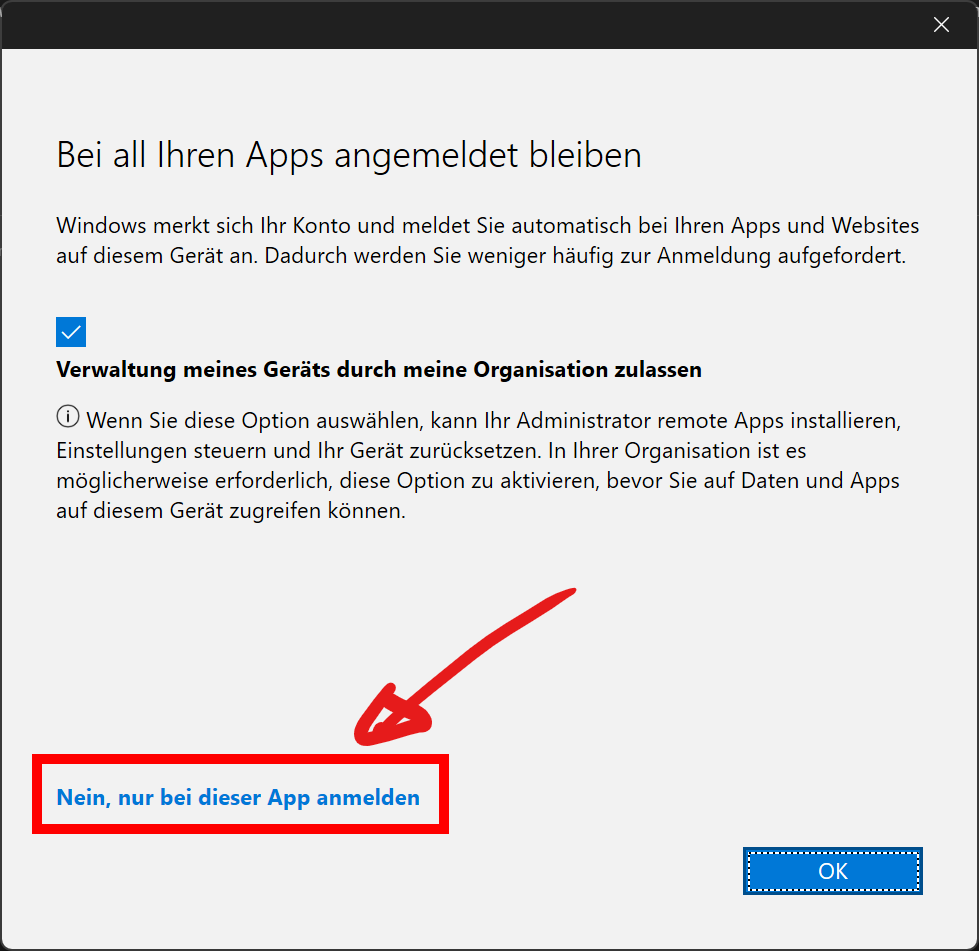 Bei all Ihren Apps angemeldet bleiben
Windows merkt sich Ihr Konto und meldet Sie automatisch bei Ihren Apps und Websites
auf diesem Gerät an. Dadurch werden Sie weniger häufig zur Anmeldung aufgefordert.
Verwaltung meines Geräts durch meine Organisation zulassen
Wenn Sie diese Option auswählen, kann Ihr Administrator remote Apps installieren,
Einstellungen steuern und Ihr Gerät zurücksetzen. In Ihrer Organisation ist es
möglicherweise erforderlich, diese Option zu aktivieren, bevor Sie auf Daten und Apps
auf diesem Gerät zugreifen können.
Nein, nur bei dieser App anmelden
OK